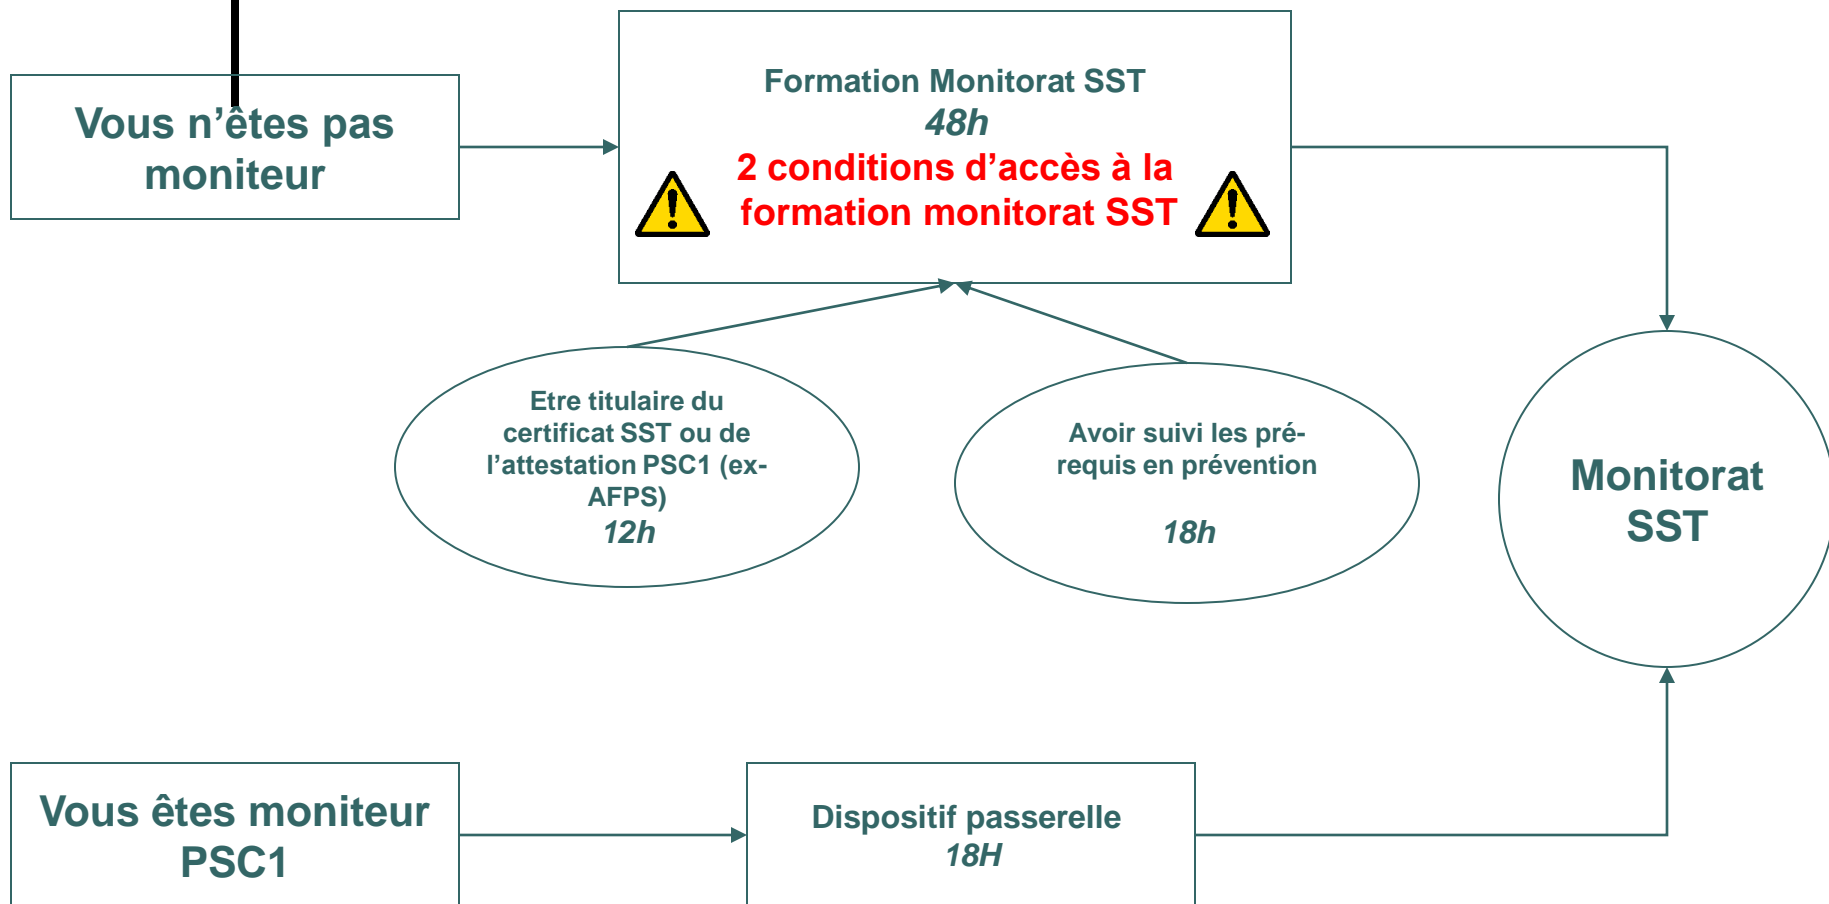 Vous n’êtes pas
moniteur
Formation Monitorat SST
48h
2 conditions d’accès à la
formation monitorat SST
Etre titulaire du
certificat SST ou de
l’attestation PSC1 (ex-
AFPS)
12h
Avoir suivi les pré-
requis en prévention
18h
Monitorat
SST
Vous êtes moniteur
PSC1
Dispositif passerelle
18H